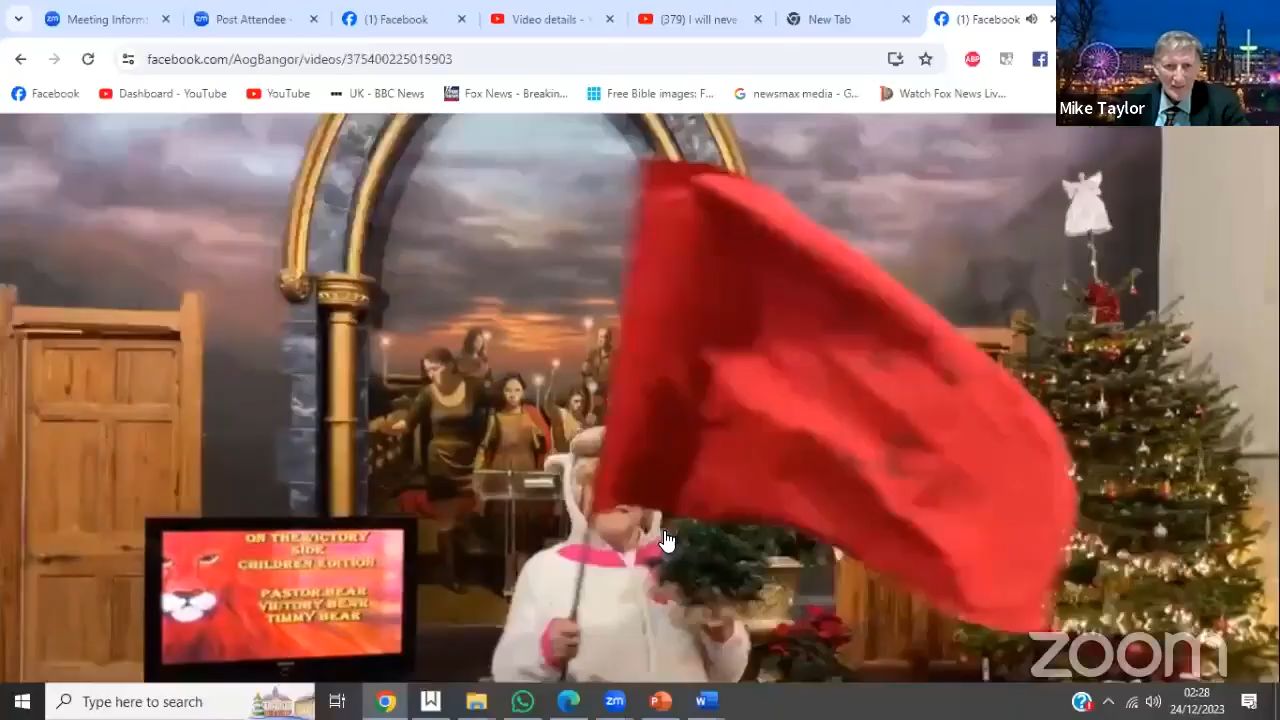 Meeting Inform
Post Attendee -
(1) Facebook
Video details -
(379) I will neve
New Tab
(1) Facebook
facebook.com/AogBangor/videos/375400225015903
ABP
Facebook
Dashboard - YouTube
YouTube
UK - BBC News
Fox News - Breakin...
Free Bible images: F...
newsmax media - G...
Watch Fox News Liv...
Mike Taylor
ON THE VICTORY
SIDE
CHILDREN EDITION
PASTOR BEAR
VICTORY BEAR
TIMMY BEAR
zoom
Type here to search
02:28
24/12/2023